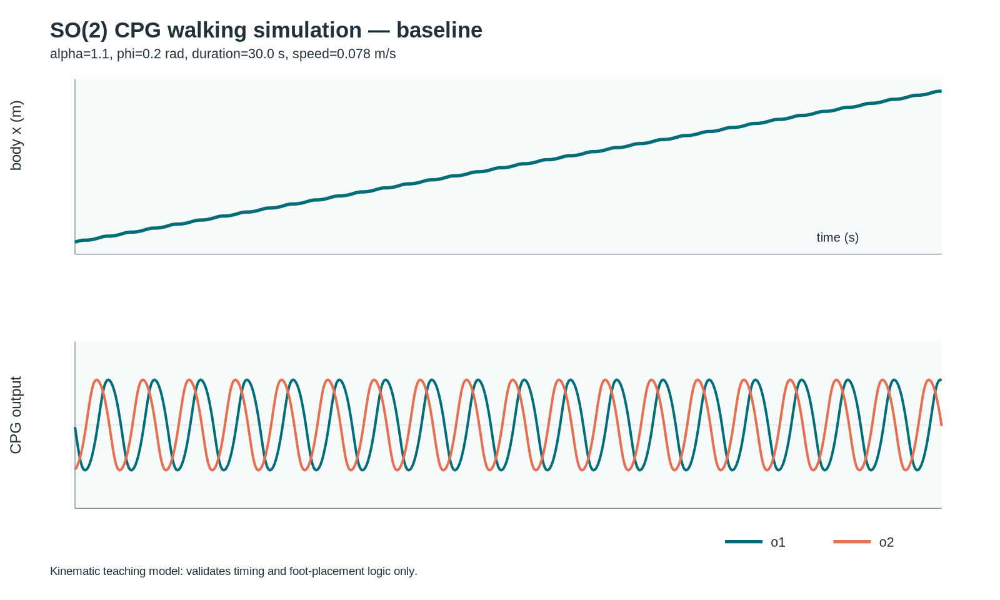 SO(2) CPG walking simulation — baseline
alpha=1.1, phi=0.2 rad, duration=30.0 s, speed=0.078 m/s
body x (m)
time (s)
CPG output
o1
o2
Kinematic teaching model: validates timing and foot-placement logic only.